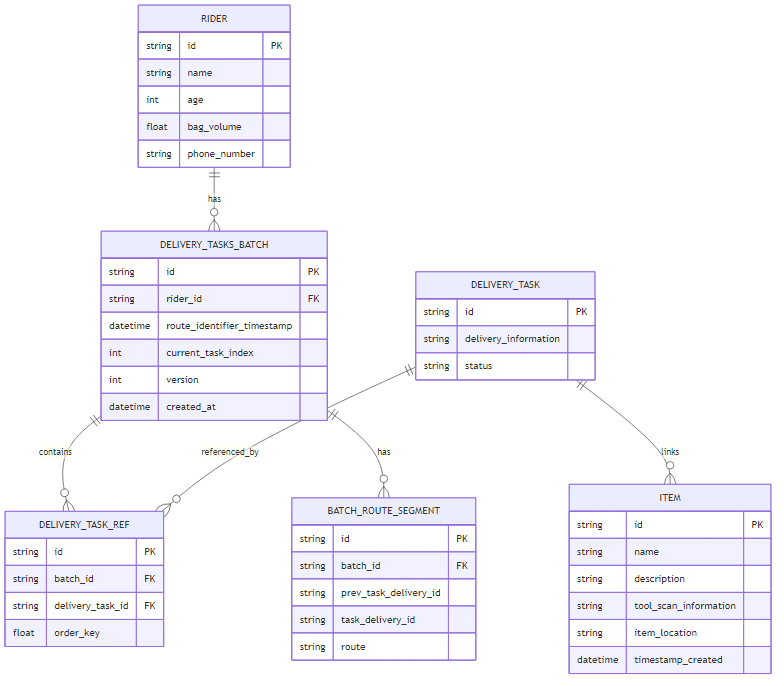 RIDER
string id PK
string name
int age
float bag_volume
string phone_number
has
DELIVERY_TASKS_BATCH
string id PK
string rider_id FK
datetime route_identifier_timestamp
int current_task_index
int version
datetime created_at
DELIVERY_TASK
string id PK
string delivery_information
string status
contains
referenced_by
has
links
DELIVERY_TASK_REF
string id PK
string batch_id FK
string delivery_task_id FK
float order_key
BATCH_ROUTE_SEGMENT
string id PK
string batch_id FK
string prev_task_delivery_id
string task_delivery_id
string route
ITEM
string id PK
string name
string description
string tool_scan_information
string item_location
datetime timestamp_created